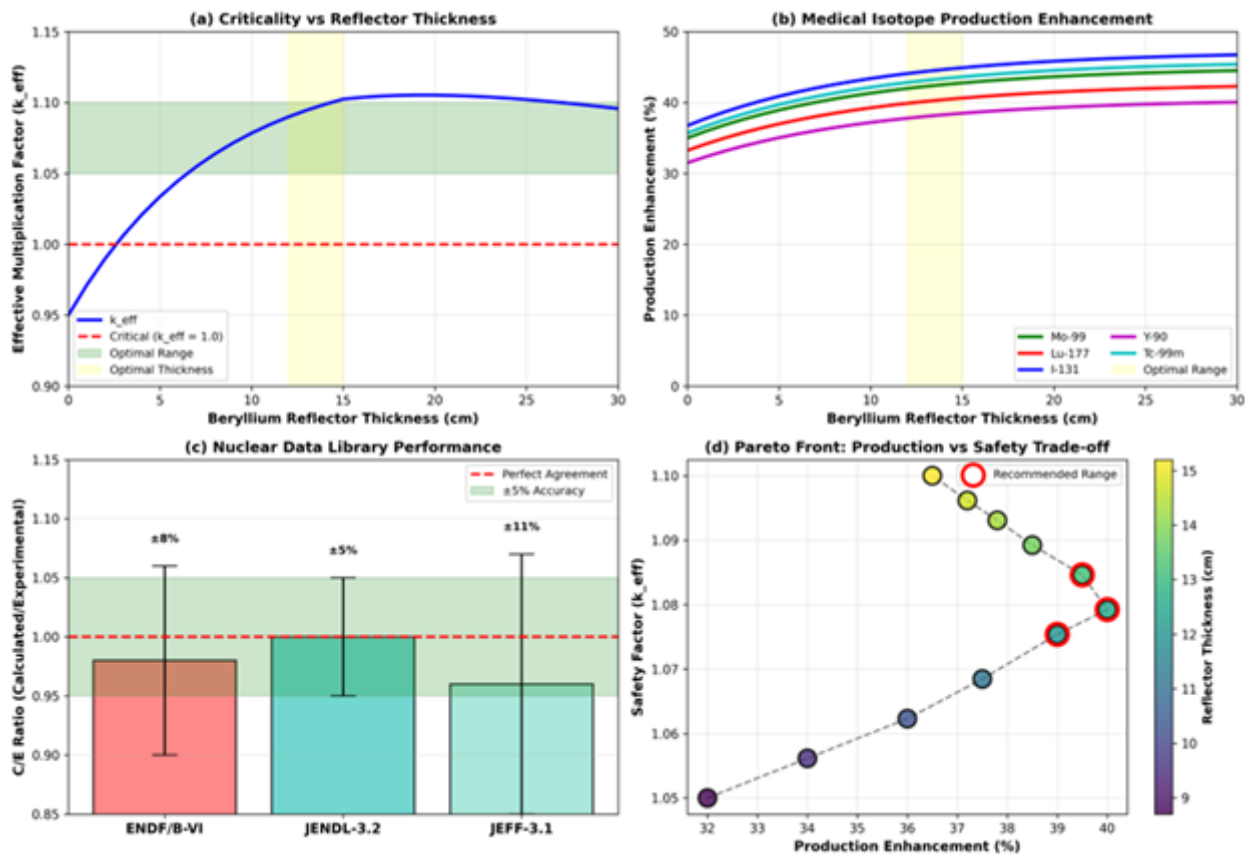 (a) Criticality vs Reflector Thickness
Effective Multiplication Factor (k_eff)
1.15
1.10
1.05
1.00
0.95
0.90
k_eff
Critical (k_eff = 1.0)
Optimal Range
Optimal Thickness
0 5 10 15 20 25 30
Beryllium Reflector Thickness (cm)
(b) Medical Isotope Production Enhancement
Production Enhancement (%)
50
40
30
20
10
0
Mo-99 Y-90
Lu-177 Tc-99m
I-131 Optimal Range
0 5 10 15 20 25 30
Beryllium Reflector Thickness (cm)
(c) Nuclear Data Library Performance
C/E Ratio (Calculated/Experimental)
1.15
1.10
1.05
1.00
0.95
0.90
0.85
Perfect Agreement
±5% Accuracy
±8% ±5% ±11%
ENDF/B-VI JENDL-3.2 JEFF-3.1
(d) Pareto Front: Production vs Safety Trade-off
Safety Factor (k_eff)
1.10
1.09
1.08
1.07
1.06
1.05
Recommended Range
32 33 34 35 36 37 38 39 40
Production Enhancement (%)
15
14
13
12
11
10
9
Reflector Thickness (cm)